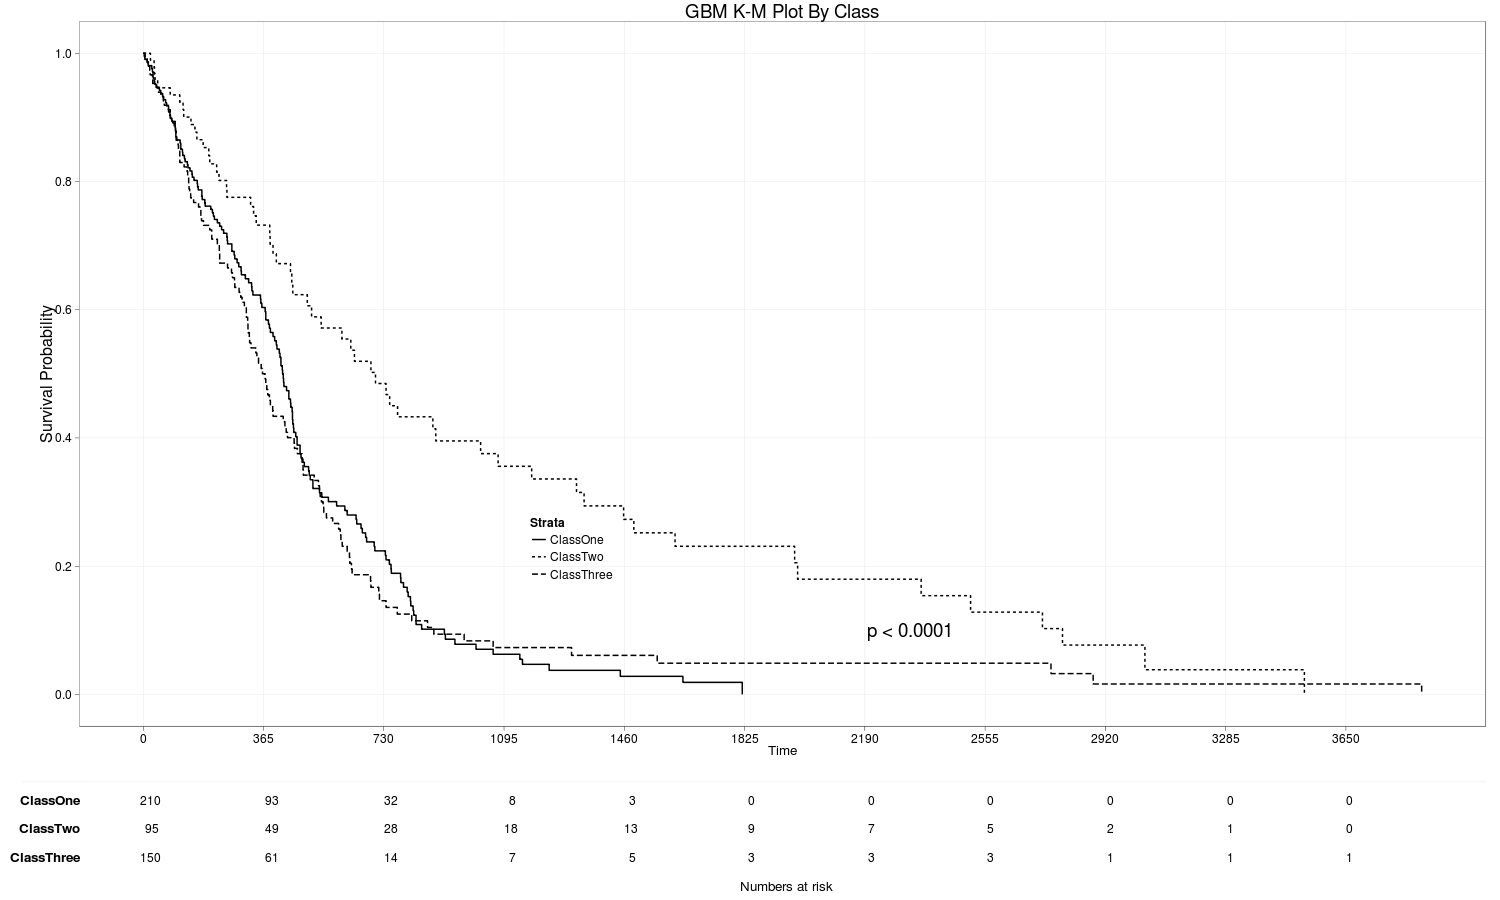 GBM K-M Plot By Class
1.0
0.8
0.6
0.4
0.2
0.0
Survival Probability
Strata
ClassOne
ClassTwo
ClassThree
p < 0.0001
0 365 730 1095 1460 1825 2190 2555 2920 3285 3650
Time
ClassOne 210 93 32 8 3 0 0 0 0 0 0
ClassTwo 95 49 28 18 13 9 7 5 2 1 0
ClassThree 150 61 14 7 5 3 3 3 1 1 1
Numbers at risk